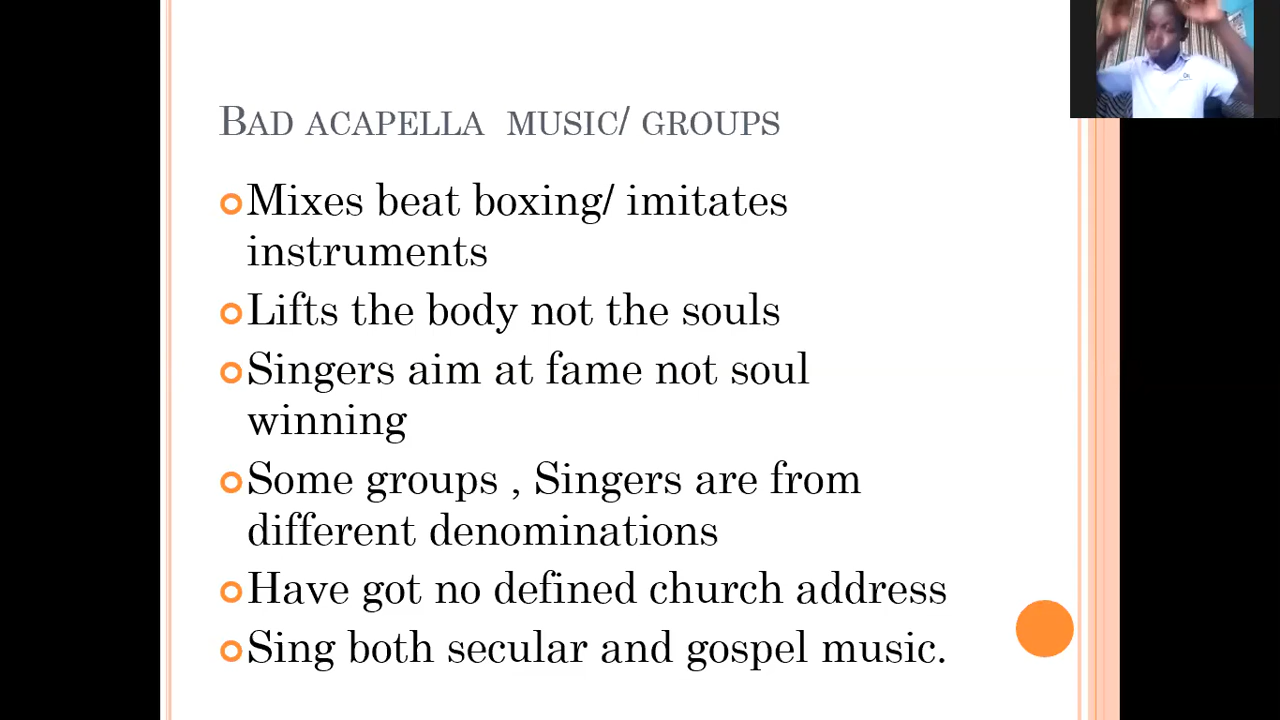 BAD ACAPELLA MUSIC/ GROUPS
Mixes beat boxing/ imitates
instruments
Lifts the body not the souls
Singers aim at fame not soul
winning
Some groups , Singers are from
different denominations
Have got no defined church address
Sing both secular and gospel music.